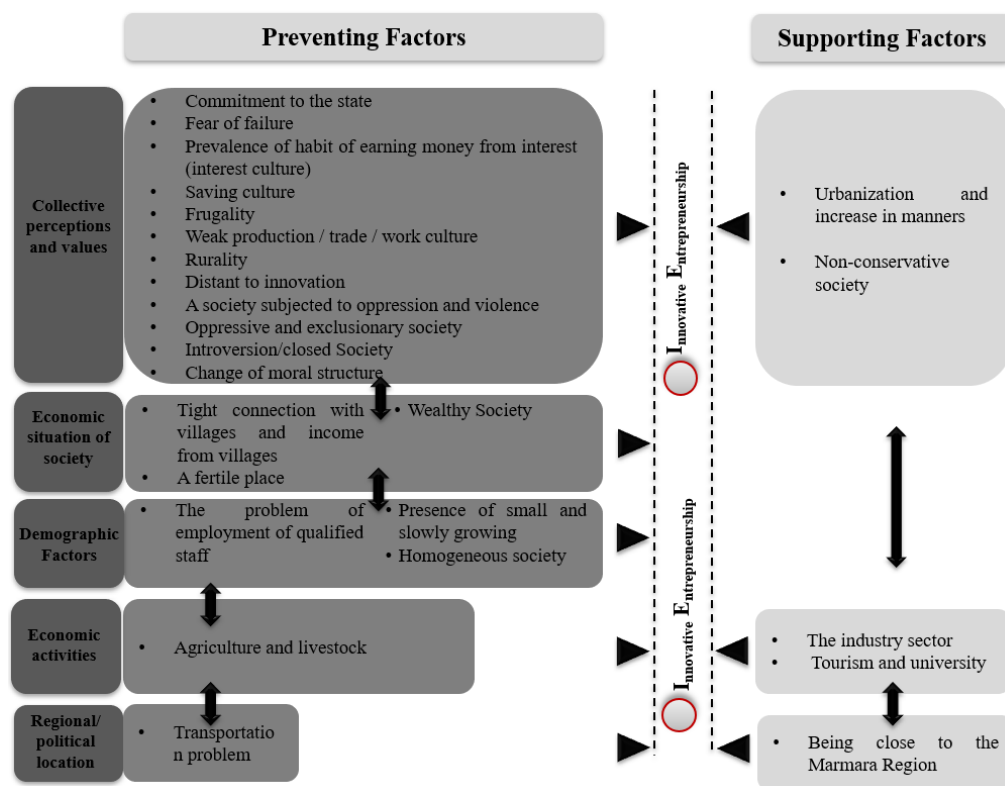 Preventing Factors
Supporting Factors
Collective
perceptions
and values
• Commitment to the state
• Fear of failure
• Prevalence of habit of earning money from interest
(interest culture)
• Saving culture
• Frugality
• Weak production / trade / work culture
• Rurality
• Distant to innovation
• A society subjected to oppression and violence
• Oppressive and exclusionary society
• Introversion/closed Society
• Change of moral structure
Economic
situation of
society
• Tight connection with
villages and income
from villages
• A fertile place
• Wealthy Society
Demographic
Factors
• The problem of
employment of qualified
staff
• Presence of small and
slowly growing
• Homogeneous society
Economic
activities
• Agriculture and livestock
Regional/
political
location
• Transportatio
n problem
Innovative Entrepreneurship
Innovative Entrepreneurship
• Urbanization and
increase in manners
• Non-conservative
society
• The industry sector
• Tourism and university
• Being close to the
Marmara Region